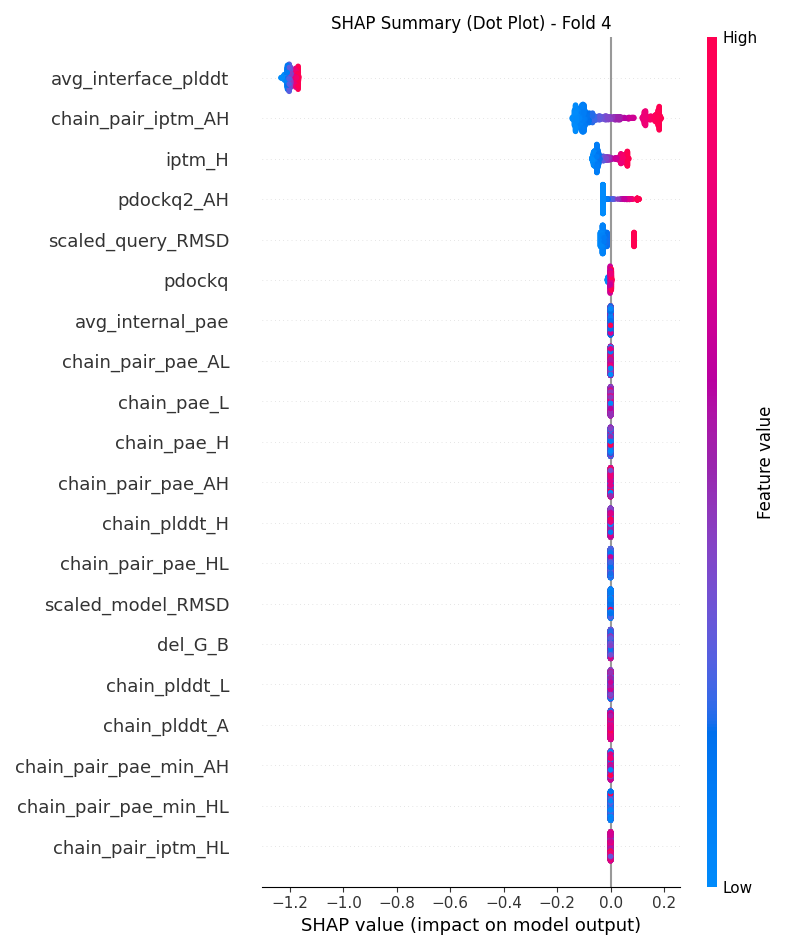 SHAP Summary (Dot Plot) - Fold 4
High
avg_interface_plddt
chain_pair_iptm_AH
iptm_H
pdockq2_AH
scaled_query_RMSD
pdockq
avg_internal_pae
chain_pair_pae_AL
chain_pae_L
chain_pae_H
chain_pair_pae_AH
chain_plddt_H
chain_pair_pae_HL
scaled_model_RMSD
del_G_B
chain_plddt_L
chain_plddt_A
chain_pair_pae_min_AH
chain_pair_pae_min_HL
chain_pair_iptm_HL
Feature value
Low
−1.2 −1.0 −0.8 −0.6 −0.4 −0.2 0.0 0.2
SHAP value (impact on model output)